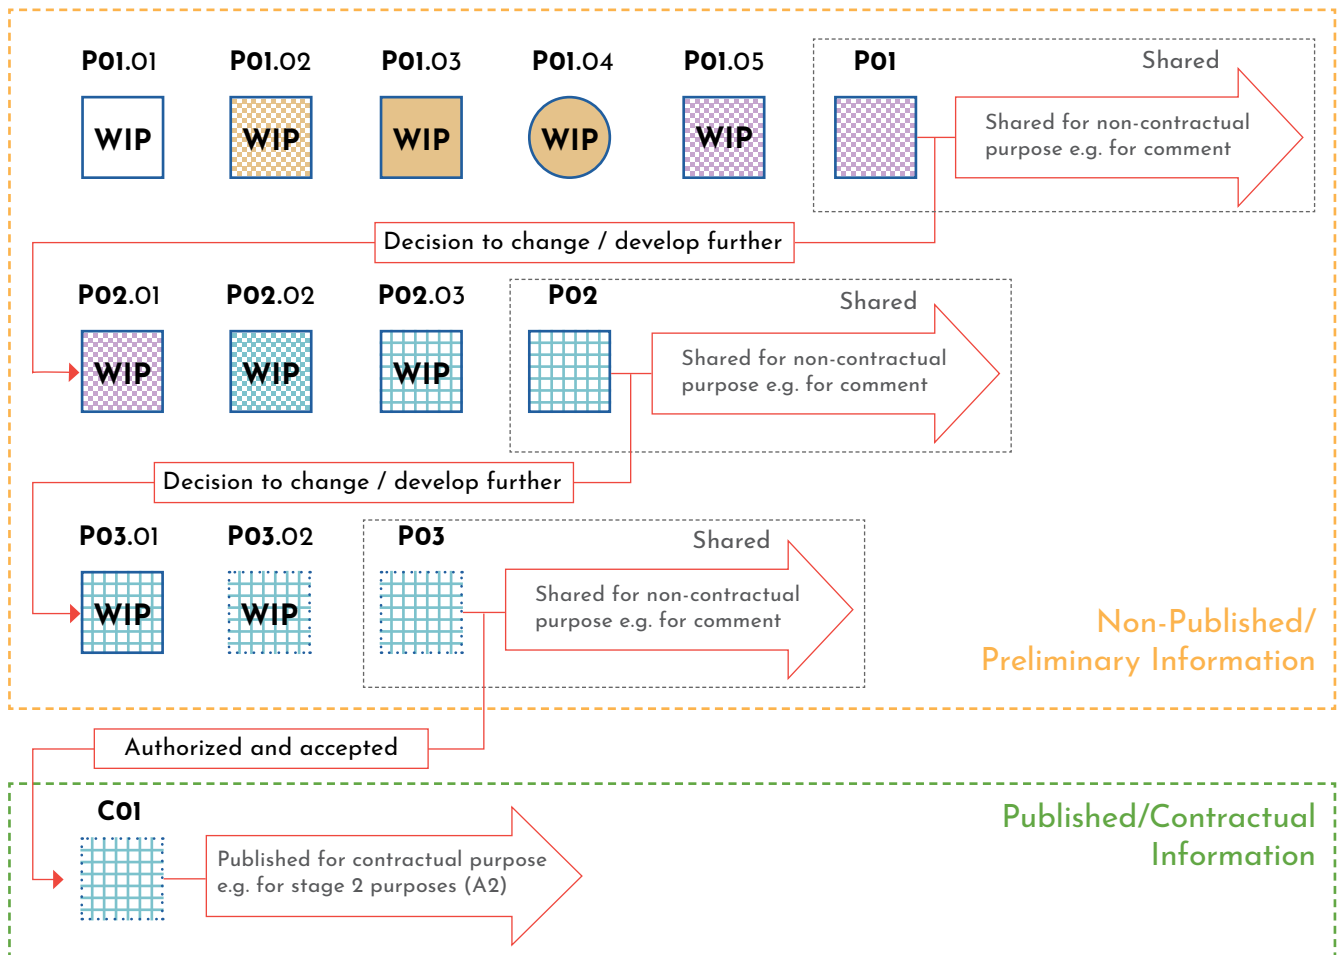 P01.01 P01.02 P01.03 P01.04 P01.05 P01 Shared
WIP WIP WIP WIP WIP
Shared for non-contractual
purpose e.g. for comment
Decision to change / develop further
P02.01 P02.02 P02.03 P02 Shared
WIP WIP WIP
Shared for non-contractual
purpose e.g. for comment
Decision to change / develop further
P03.01 P03.02 P03 Shared
WIP WIP
Shared for non-contractual
purpose e.g. for comment
Non-Published/
Preliminary Information
Authorized and accepted
C01
Published/Contractual
Information
Published for contractual purpose
e.g. for stage 2 purposes (A2)